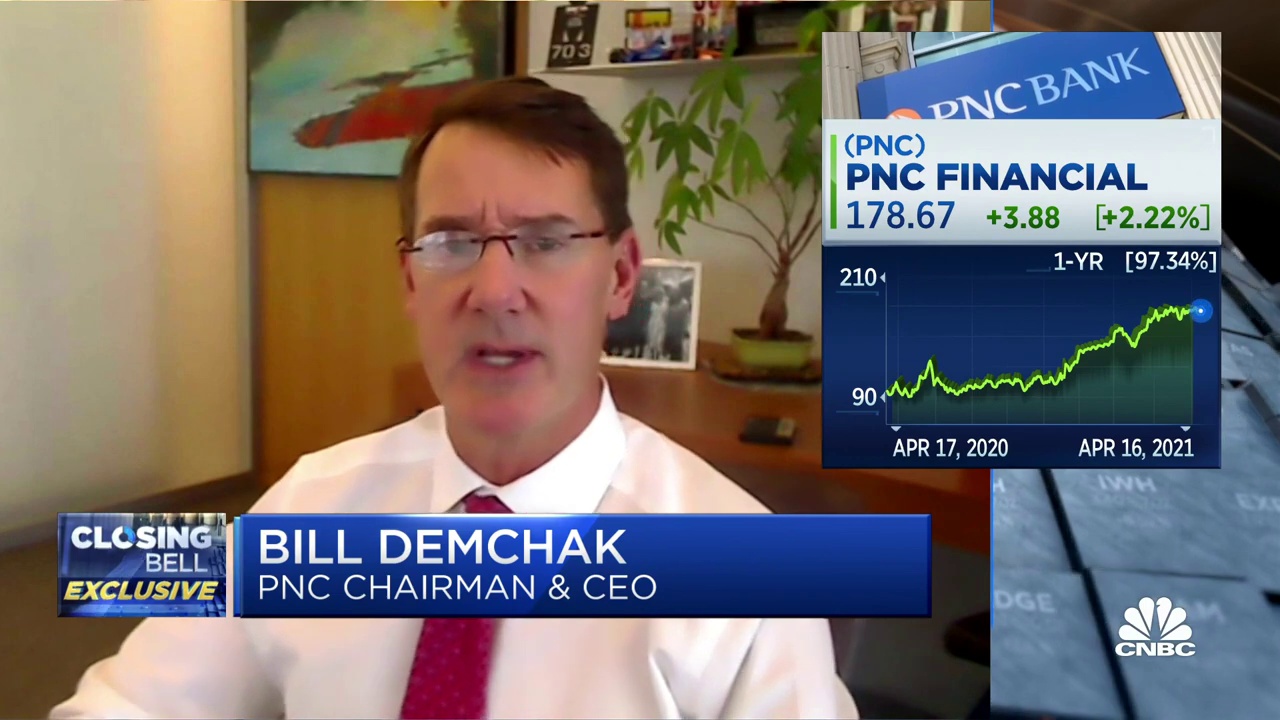 703
PNC BANK
(PNC)
PNC FINANCIAL
178.67 +3.88 [+2.22%]
1-YR [97.34%]
210
90
APR 17, 2020 APR 16, 2021
CLOSING
BELL
EXCLUSIVE
BILL DEMCHAK
PNC CHAIRMAN & CEO
IWH
DGE
CNBC